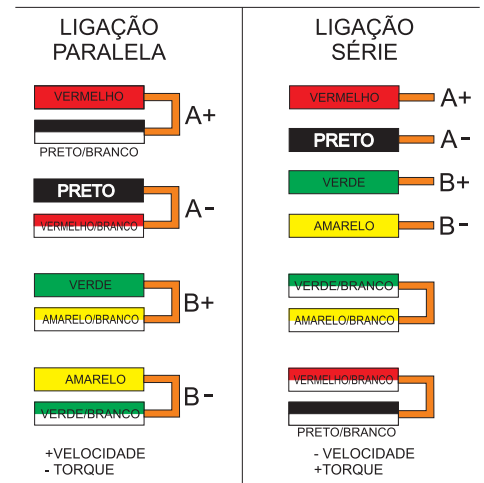 LIGAÇÃO
PARALELA
VERMELHO
A+
PRETO/BRANCO
PRETO
A-
VERMELHO/BRANCO
VERDE
B+
AMARELO/BRANCO
AMARELO
B-
VERDE/BRANCO
+VELOCIDADE
- TORQUE
LIGAÇÃO
SÉRIE
VERMELHO A+
PRETO A-
VERDE B+
AMARELO B-
VERDE/BRANCO
AMARELO/BRANCO
VERMELHO/BRANCO
PRETO/BRANCO
- VELOCIDADE
+TORQUE